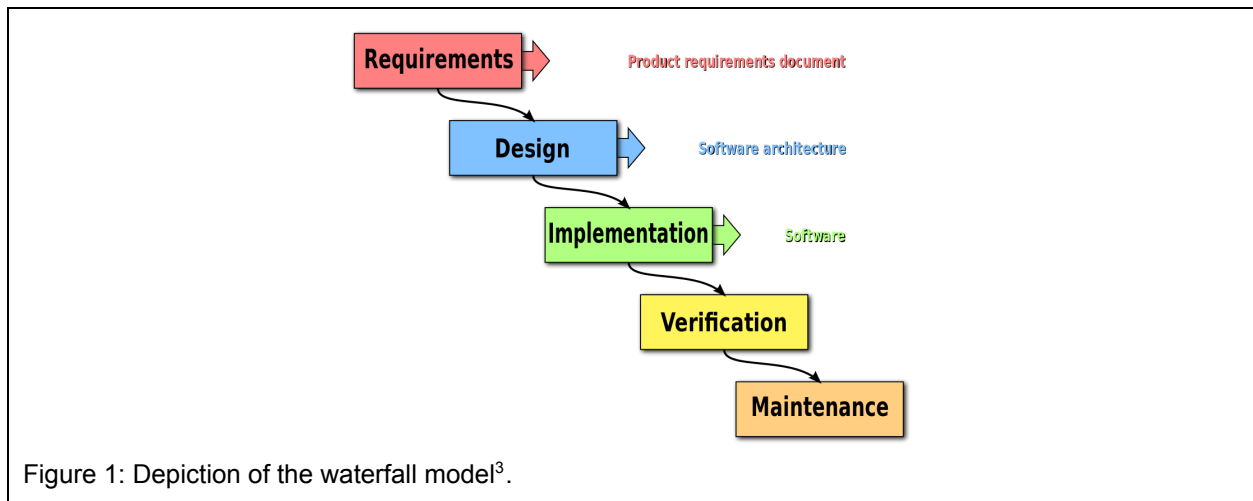 Requirements
Product requirements document
Design
Software architecture
Implementation
Software
Verification
Maintenance
Figure 1: Depiction of the waterfall model³.